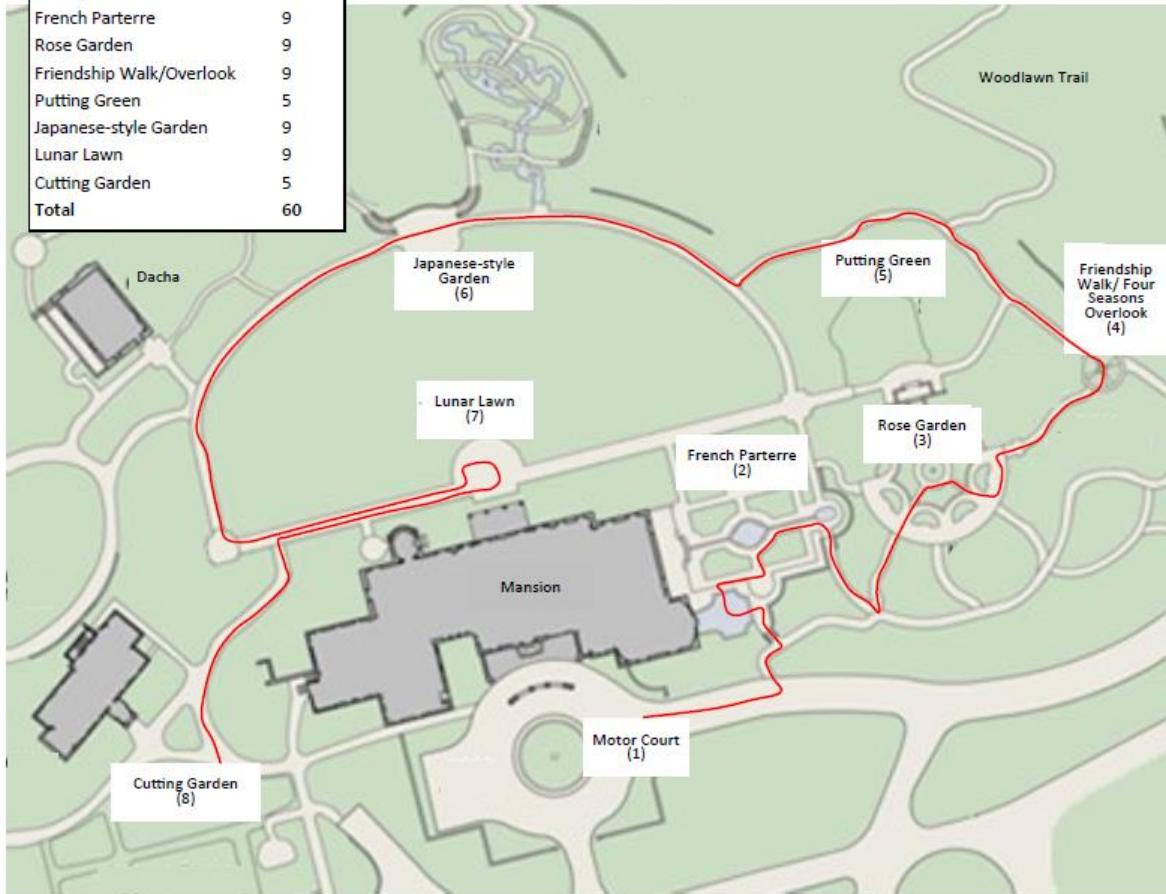 French Parterre 9
Rose Garden 9
Friendship Walk/Overlook 9
Putting Green 5
Japanese-style Garden 9
Lunar Lawn 9
Cutting Garden 5
Total 60
Woodlawn Trail
Dacha
Japanese-style
Garden
(6)
Putting Green
(5)
Friendship
Walk/ Four
Seasons
Overlook
(4)
Lunar Lawn
(7)
Rose Garden
(3)
French Parterre
(2)
Mansion
Motor Court
(1)
Cutting Garden
(8)